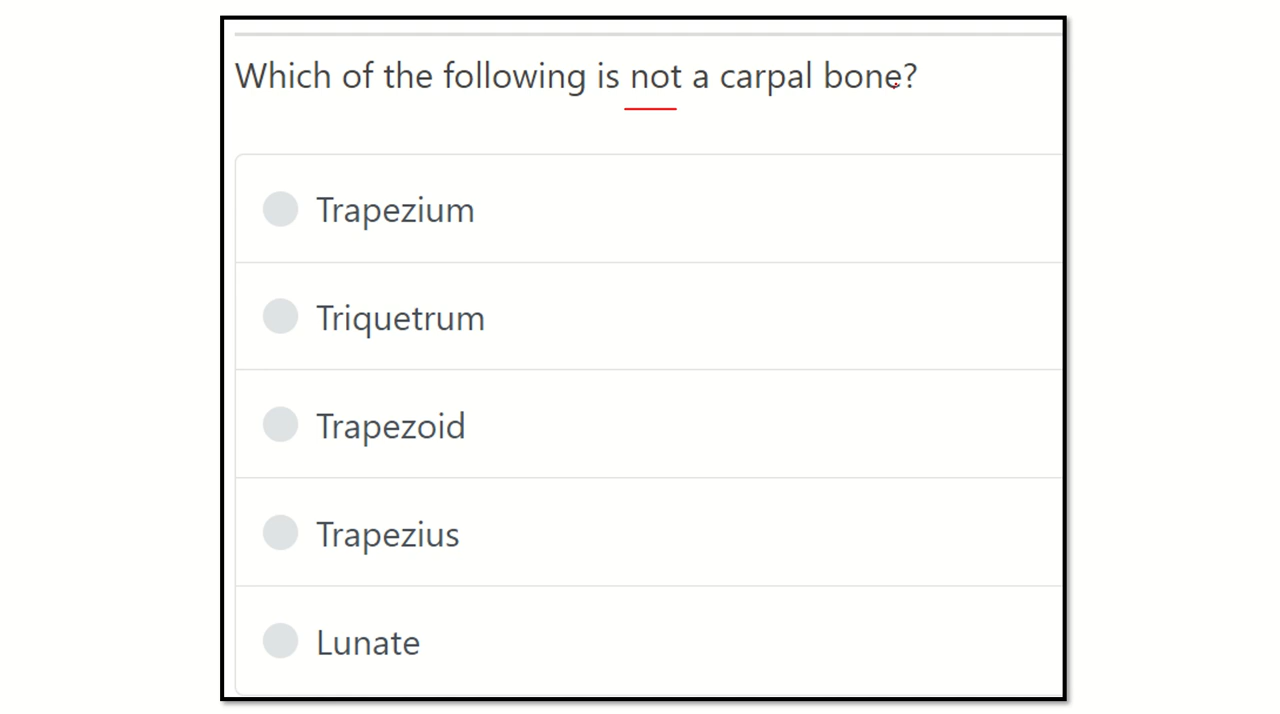 Which of the following is not a carpal bone?
Trapezium
Triquetrum
Trapezoid
Trapezius
Lunate